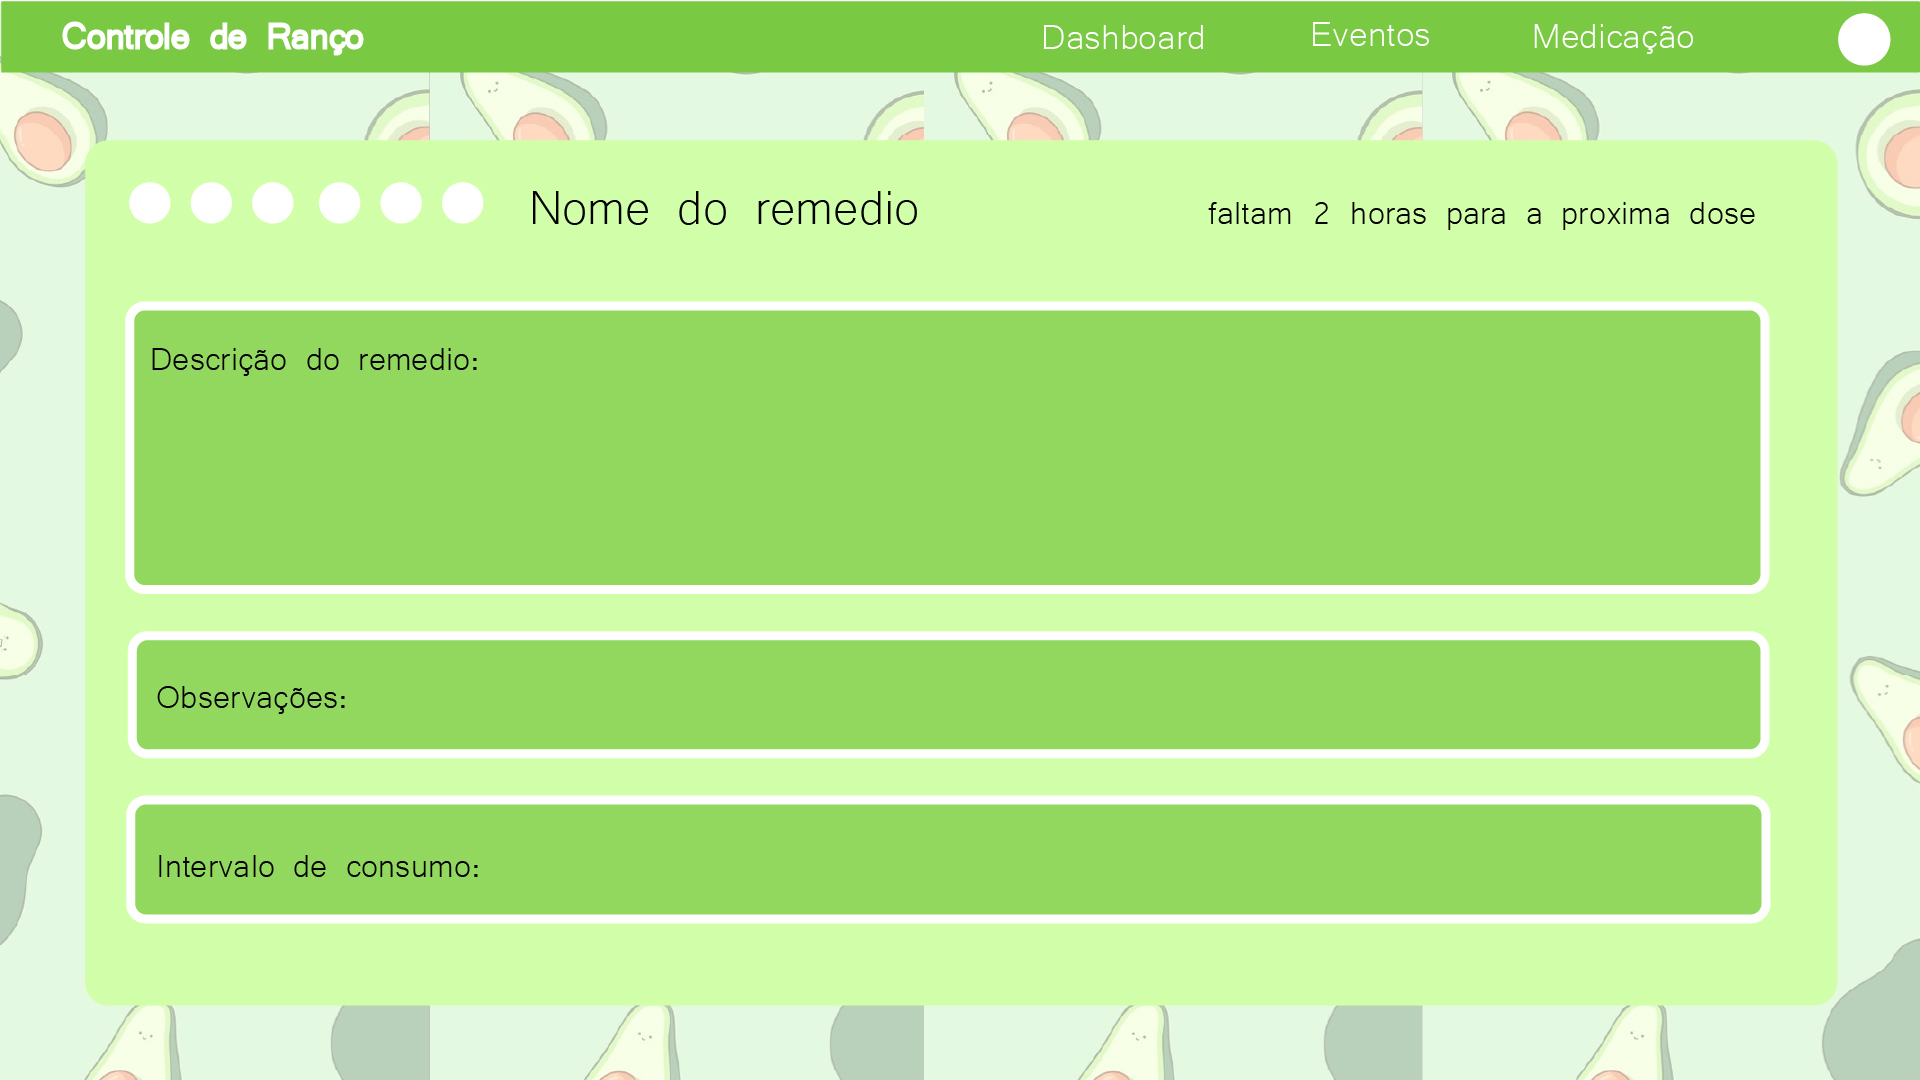 Controle de Ranço
Dashboard
Eventos
Medicação
Nome do remedio
faltam 2 horas para a proxima dose
Descrição do remedio:
Observações:
Intervalo de consumo: